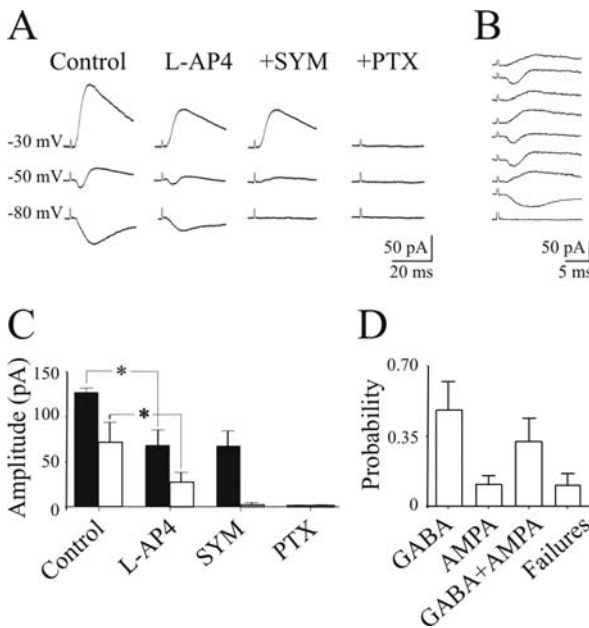 A
B
Control L-AP4 +SYM +PTX
-30 mV
-50 mV
-80 mV
50 pA
20 ms
50 pA
5 ms
C
D
Amplitude (pA)
150
100
50
0
* *
Control
L-AP4
SYM
PTX
Probability
0.70
0.35
0
GABA
AMPA
GABA+AMPA
Failures